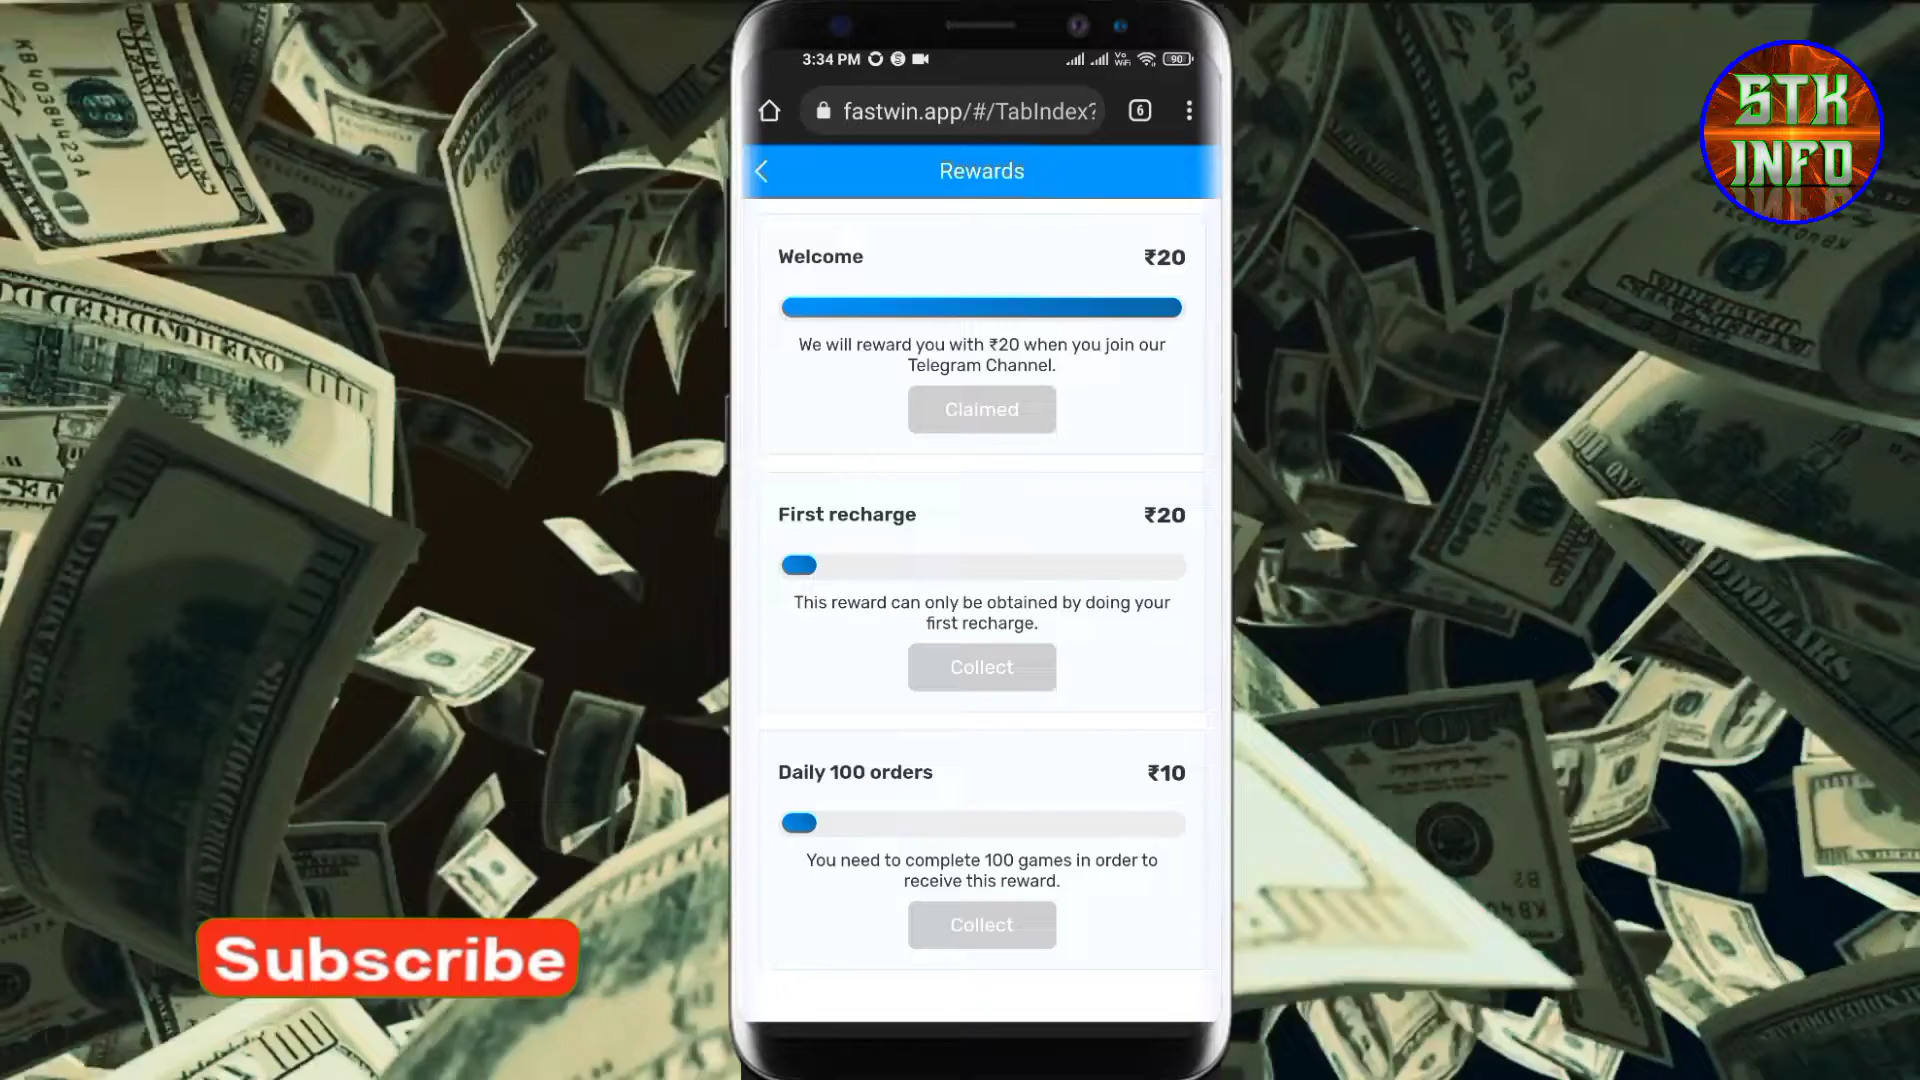 3:34 PM
Vo
WiFi
90
fastwin.app/#/TabIndex?
6
Rewards
Welcome
₹20
We will reward you with ₹20 when you join our
Telegram Channel.
Claimed
First recharge
₹20
This reward can only be obtained by doing your
first recharge.
Collect
Daily 100 orders
₹10
You need to complete 100 games in order to
receive this reward.
Collect
STK
INFO
Subscribe